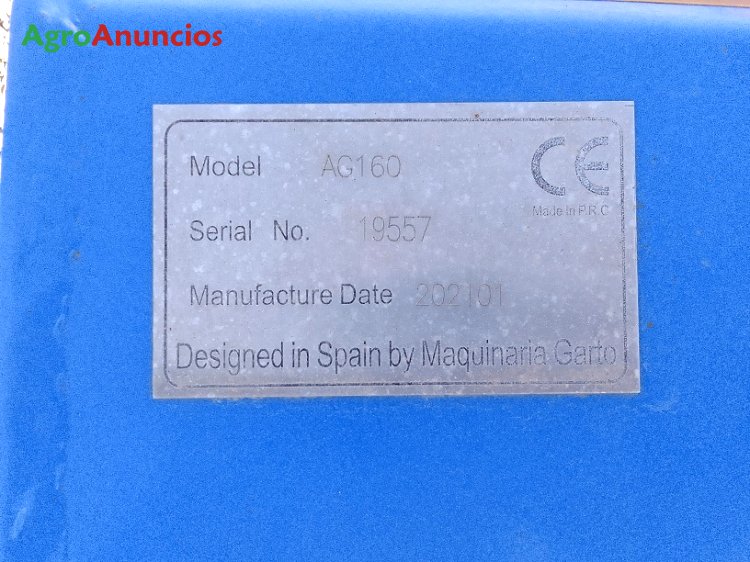 AgroAnuncios
Model AG160
CE
Made In P.R.C
Serial No. 19557
Manufacture Date 202101
Designed in Spain by Maquinaria Garto